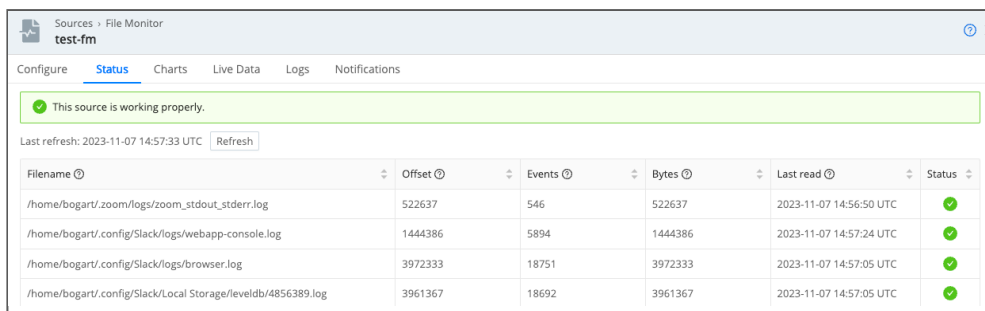 Sources › File Monitor
test-fm
Configure Status Charts Live Data Logs Notifications
This source is working properly.
Last refresh: 2023-11-07 14:57:33 UTC Refresh
Filename Offset Events Bytes Last read Status
/home/bogart/.zoom/logs/zoom_stdout_stderr.log 522637 546 522637 2023-11-07 14:56:50 UTC
/home/bogart/.config/Slack/logs/webapp-console.log 1444386 5894 1444386 2023-11-07 14:57:24 UTC
/home/bogart/.config/Slack/logs/browser.log 3972333 18751 3972333 2023-11-07 14:57:05 UTC
/home/bogart/.config/Slack/Local Storage/leveldb/4856389.log 3961367 18692 3961367 2023-11-07 14:57:05 UTC